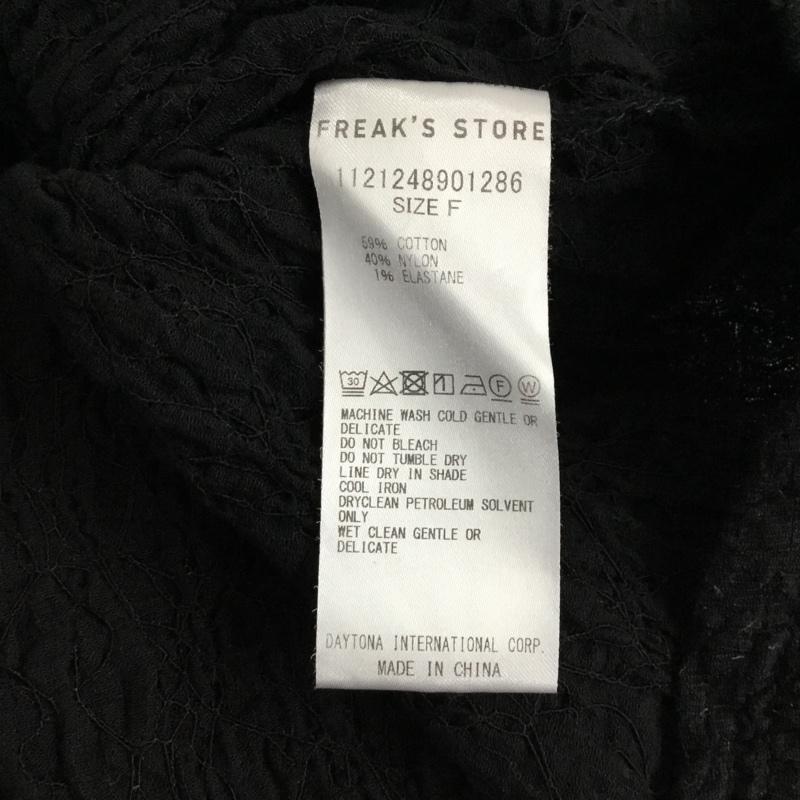 FREAK'S STORE
1121248901286
SIZE F
59% COTTON
40% NYLON
1% ELASTANE
30 1 F W
MACHINE WASH COLD GENTLE OR
DELICATE
DO NOT BLEACH
DO NOT TUMBLE DRY
LINE DRY IN SHADE
COOL IRON
DRYCLEAN PETROLEUM SOLVENT
ONLY
WET CLEAN GENTLE OR
DELICATE
DAYTONA INTERNATIONAL CORP.
MADE IN CHINA